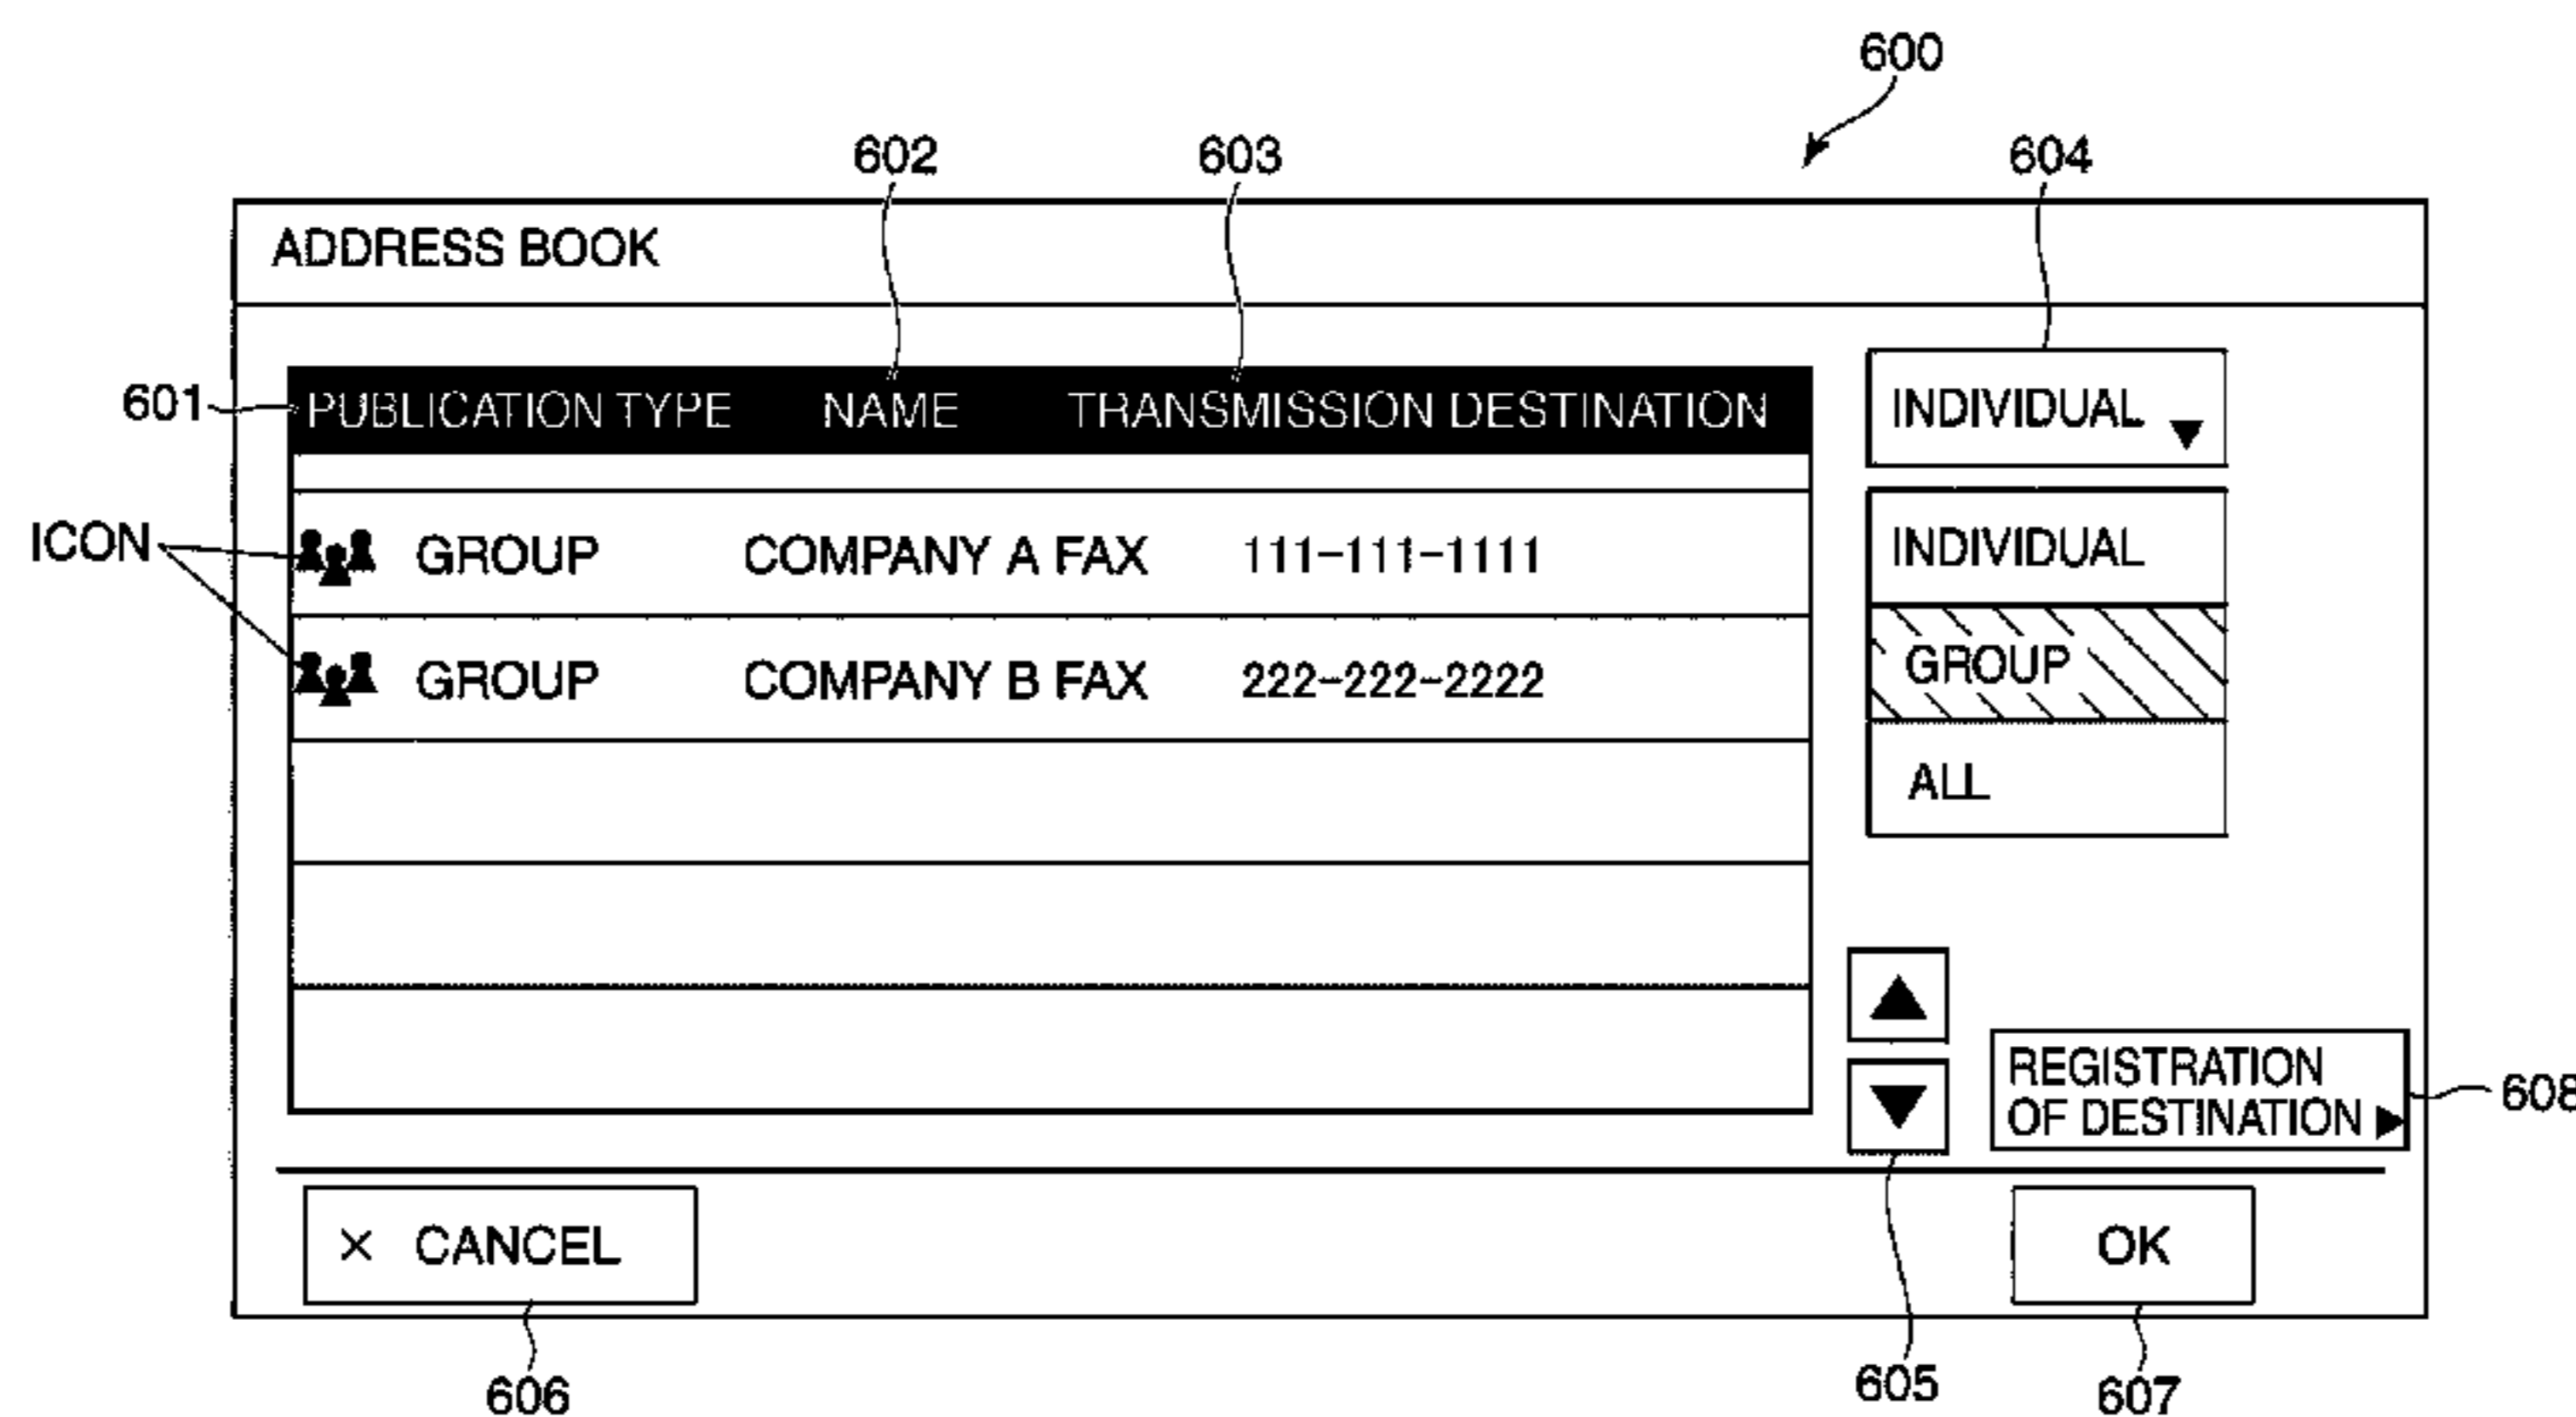 600
602 603 604
ADDRESS BOOK
601 PUBLICATION TYPE NAME TRANSMISSION DESTINATION
INDIVIDUAL ▼
ICON
GROUP COMPANY A FAX 111-111-1111
INDIVIDUAL
GROUP COMPANY B FAX 222-222-2222
GROUP
ALL
▲
▼
REGISTRATION
OF DESTINATION ▶
608
× CANCEL
OK
606 605 607